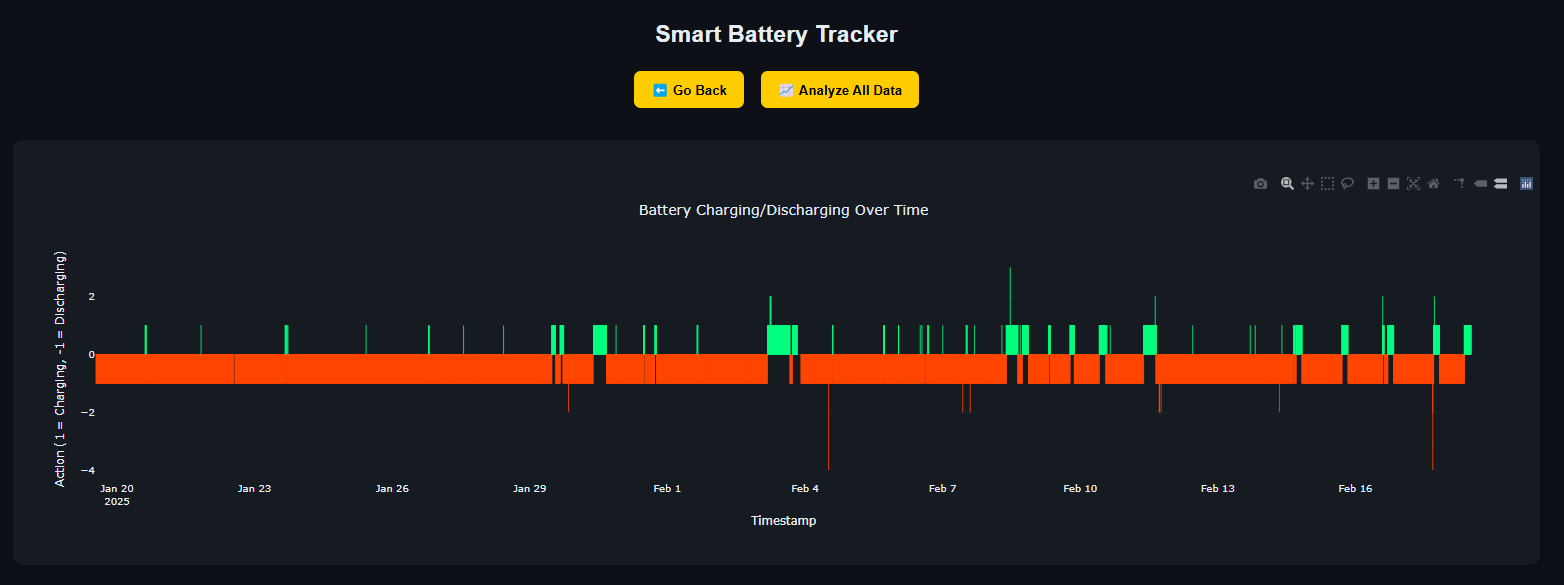 Smart Battery Tracker
Go Back
Analyze All Data
Battery Charging/Discharging Over Time
Action ( 1 = Charging, -1 = Discharging)
2
0
−2
−4
Jan 20
2025
Jan 23
Jan 26
Jan 29
Feb 1
Feb 4
Feb 7
Feb 10
Feb 13
Feb 16
Timestamp